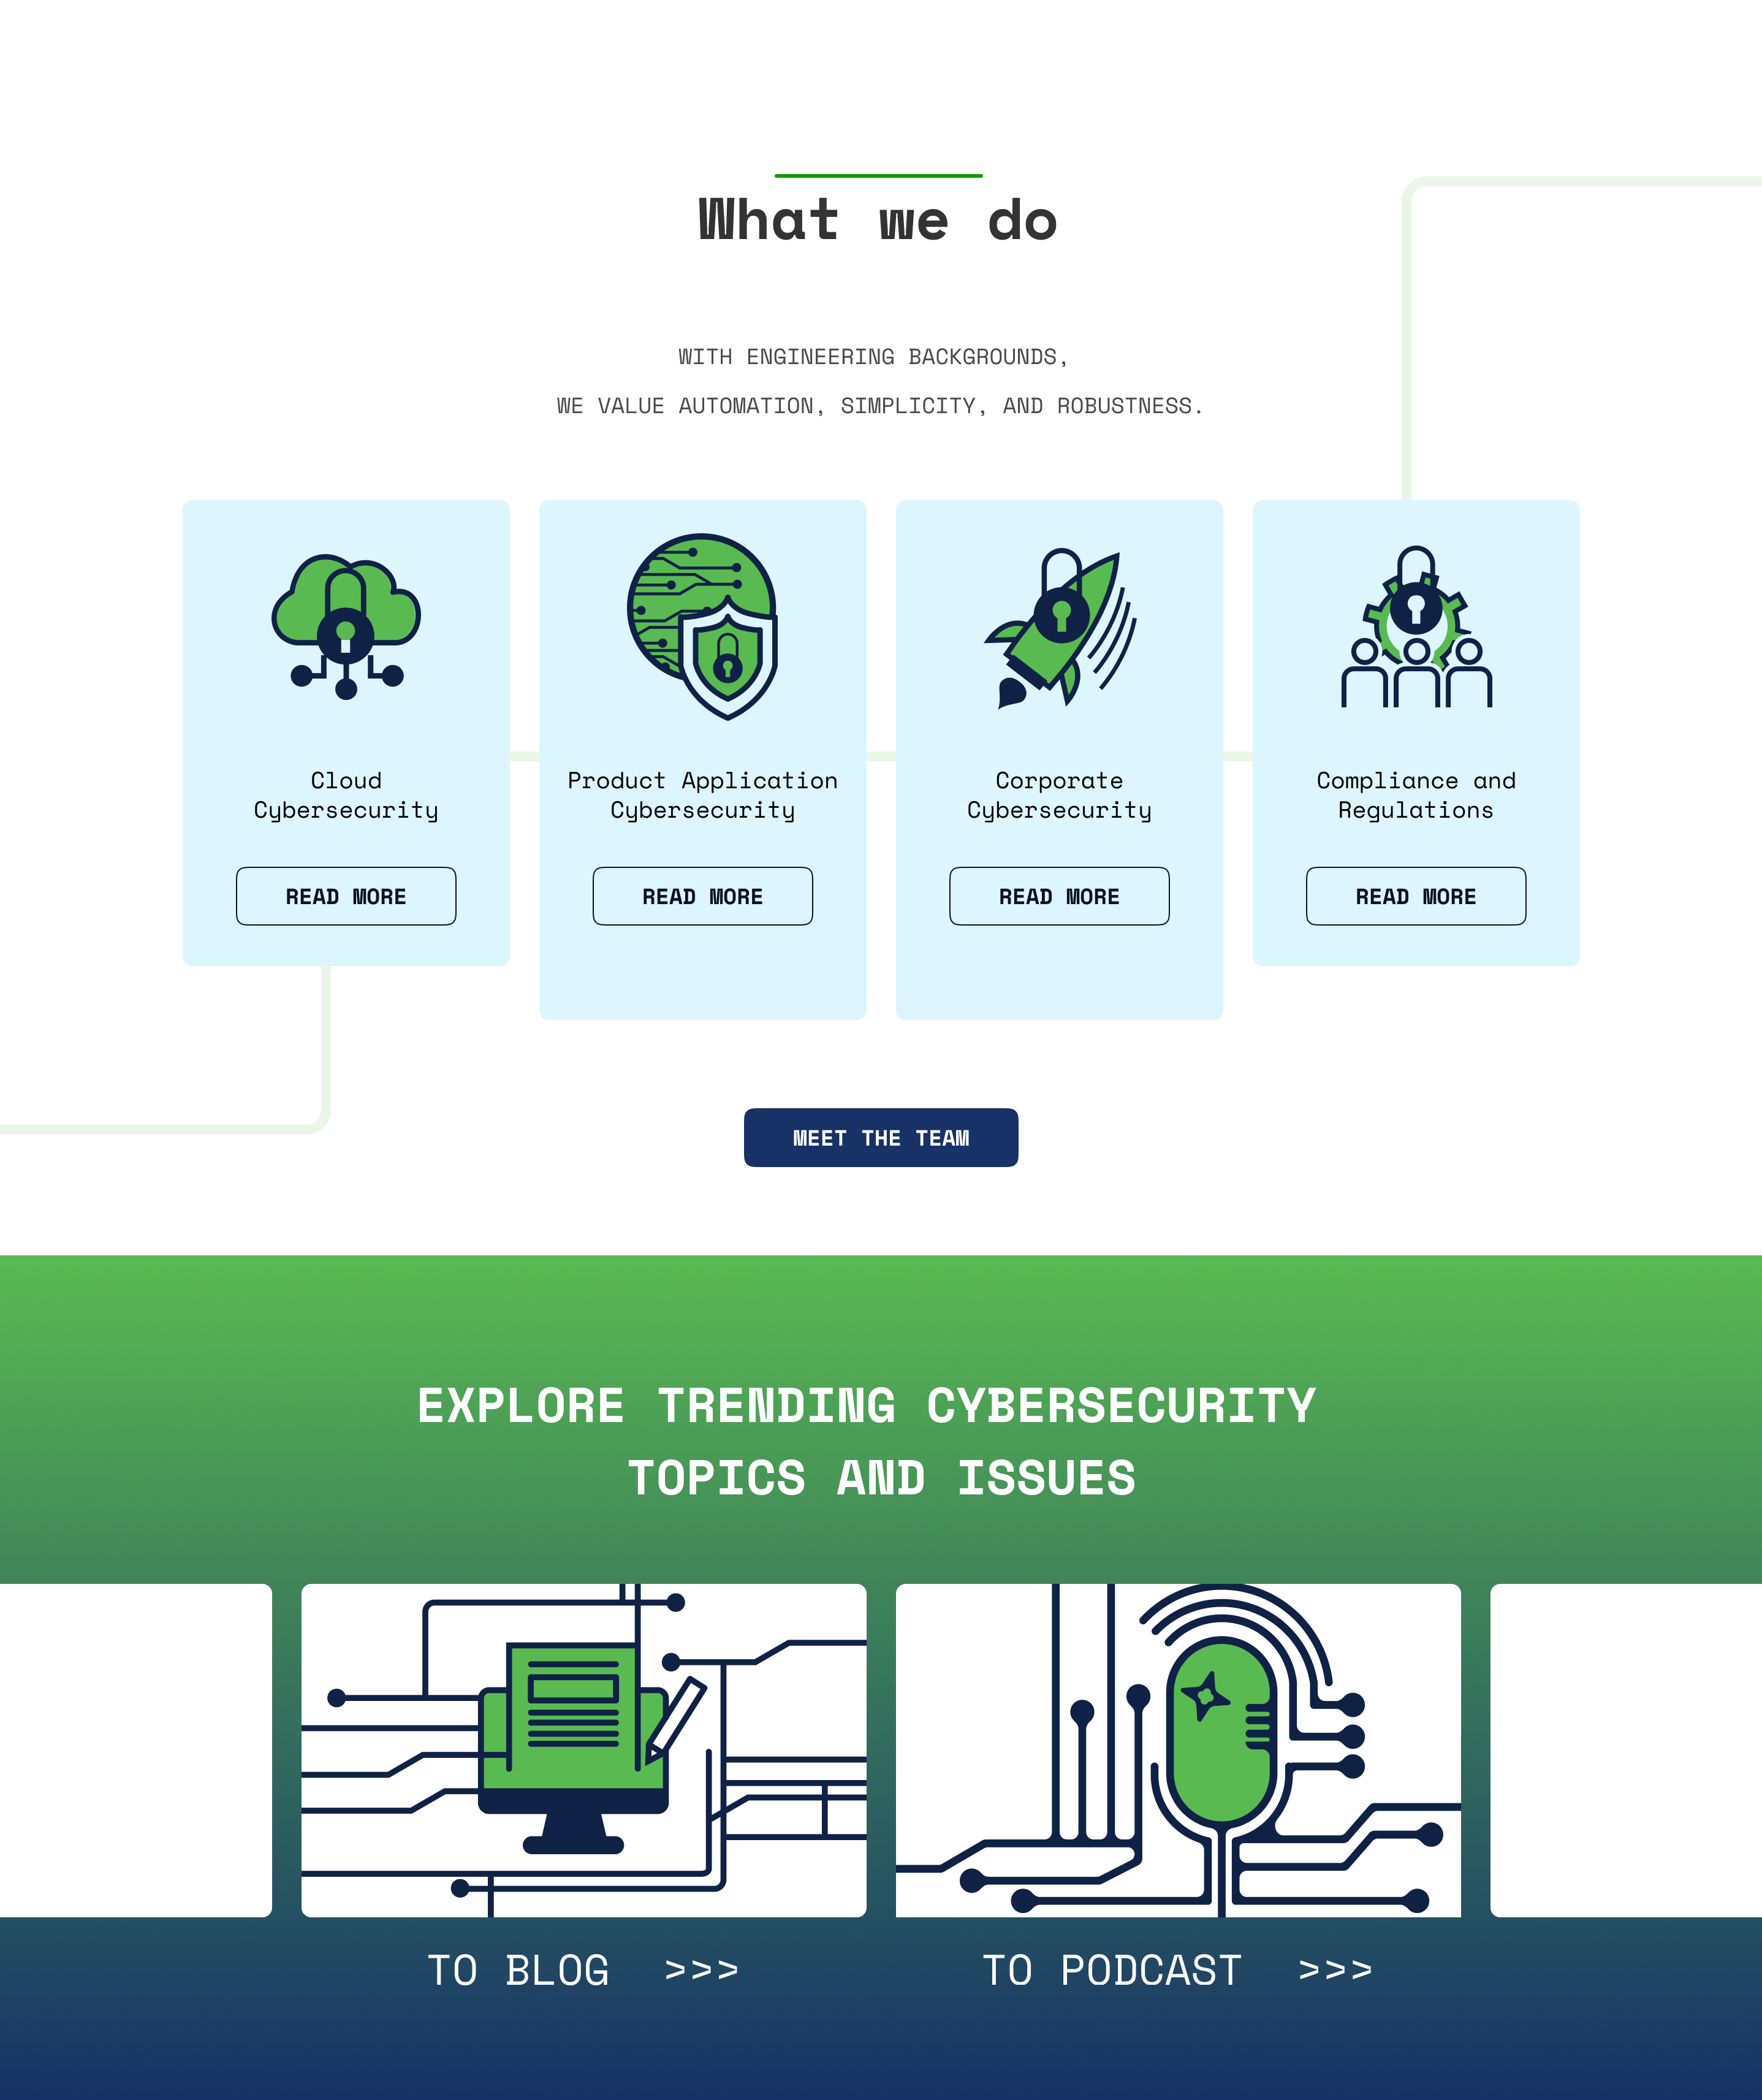 What we do
WITH ENGINEERING BACKGROUNDS,
WE VALUE AUTOMATION, SIMPLICITY, AND ROBUSTNESS.
Cloud
Cybersecurity
READ MORE
Product Application
Cybersecurity
READ MORE
Corporate
Cybersecurity
READ MORE
Compliance and
Regulations
READ MORE
MEET THE TEAM
EXPLORE TRENDING CYBERSECURITY
TOPICS AND ISSUES
TO BLOG >>>
TO PODCAST >>>